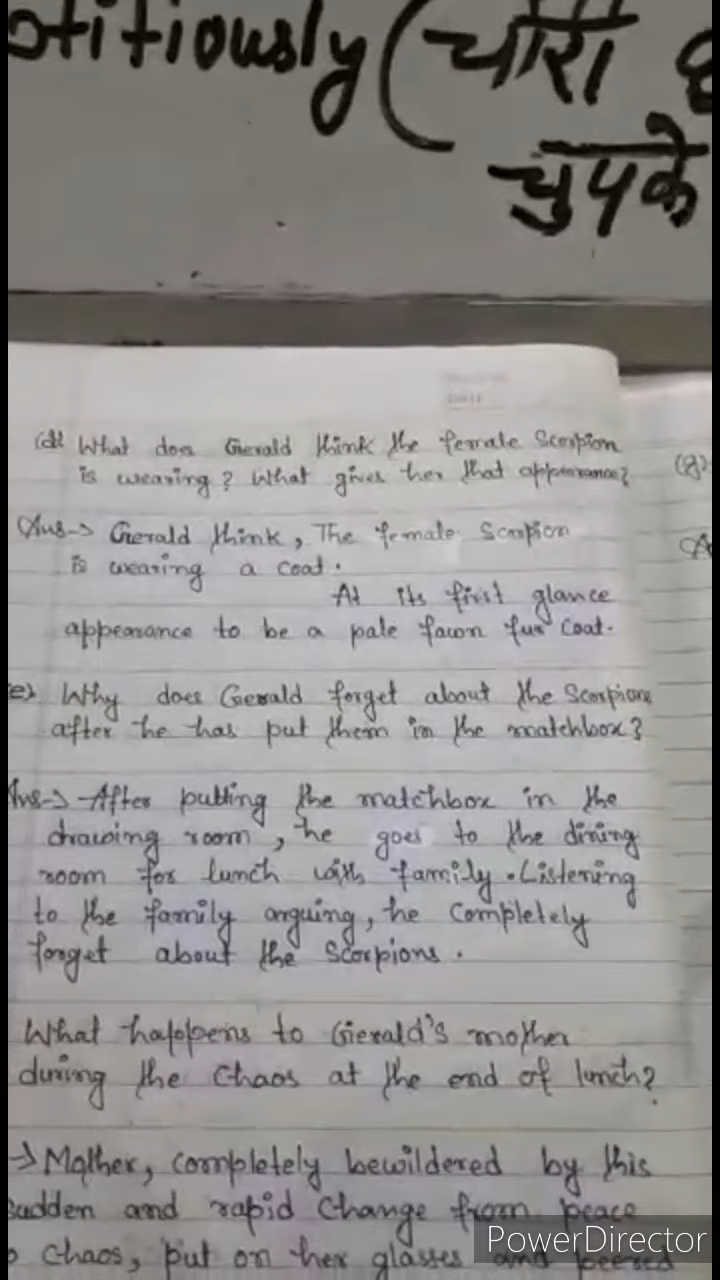 otitiously (चोरी
चुपके
(d) What does Gerald think the female Scorpion
is wearing? What gives her that appearance?
Ans-> Gerald think, The female Scorpion
is wearing a coat.
At its first glance
appearance to be a pale fawn fur coat.
e) Why does Gerald forget about the Scorpions
after he has put them in the matchbox?
Ans-> After putting the matchbox in the
drawing room, he goes to the dining
room for lunch with family. Listening
to the family arguing, he completely
forget about the Scorpions.
What happens to Gierald's mother
during the Chaos at the end of lunch?
-> Mother, completely bewildered by this
sudden and rapid change from peace
chaos, put on her glasses and peered
(g)
PowerDirector